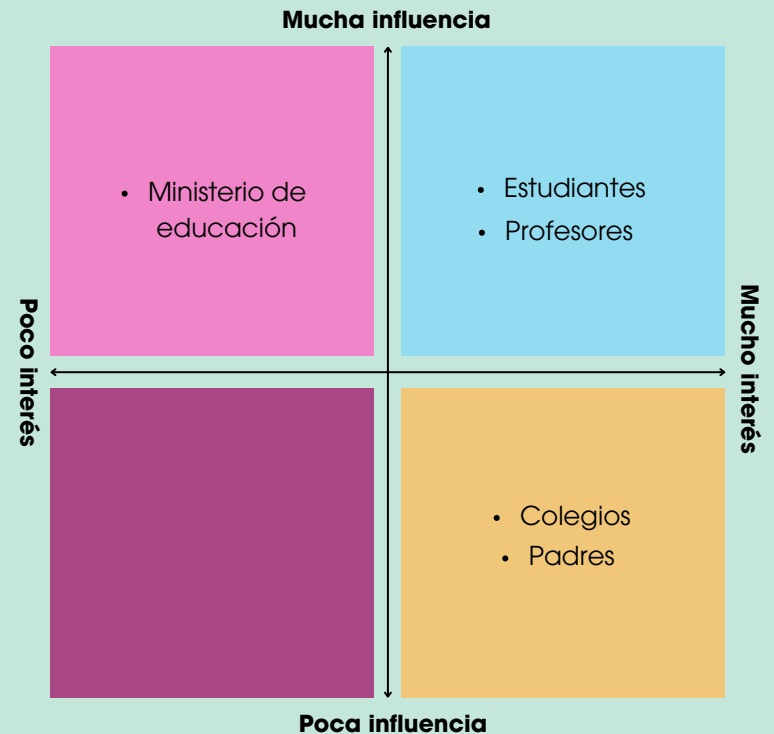 Mucha influencia
• Ministerio de
educación
• Estudiantes
• Profesores
Poco interés
Mucho interés
• Colegios
• Padres
Poca influencia